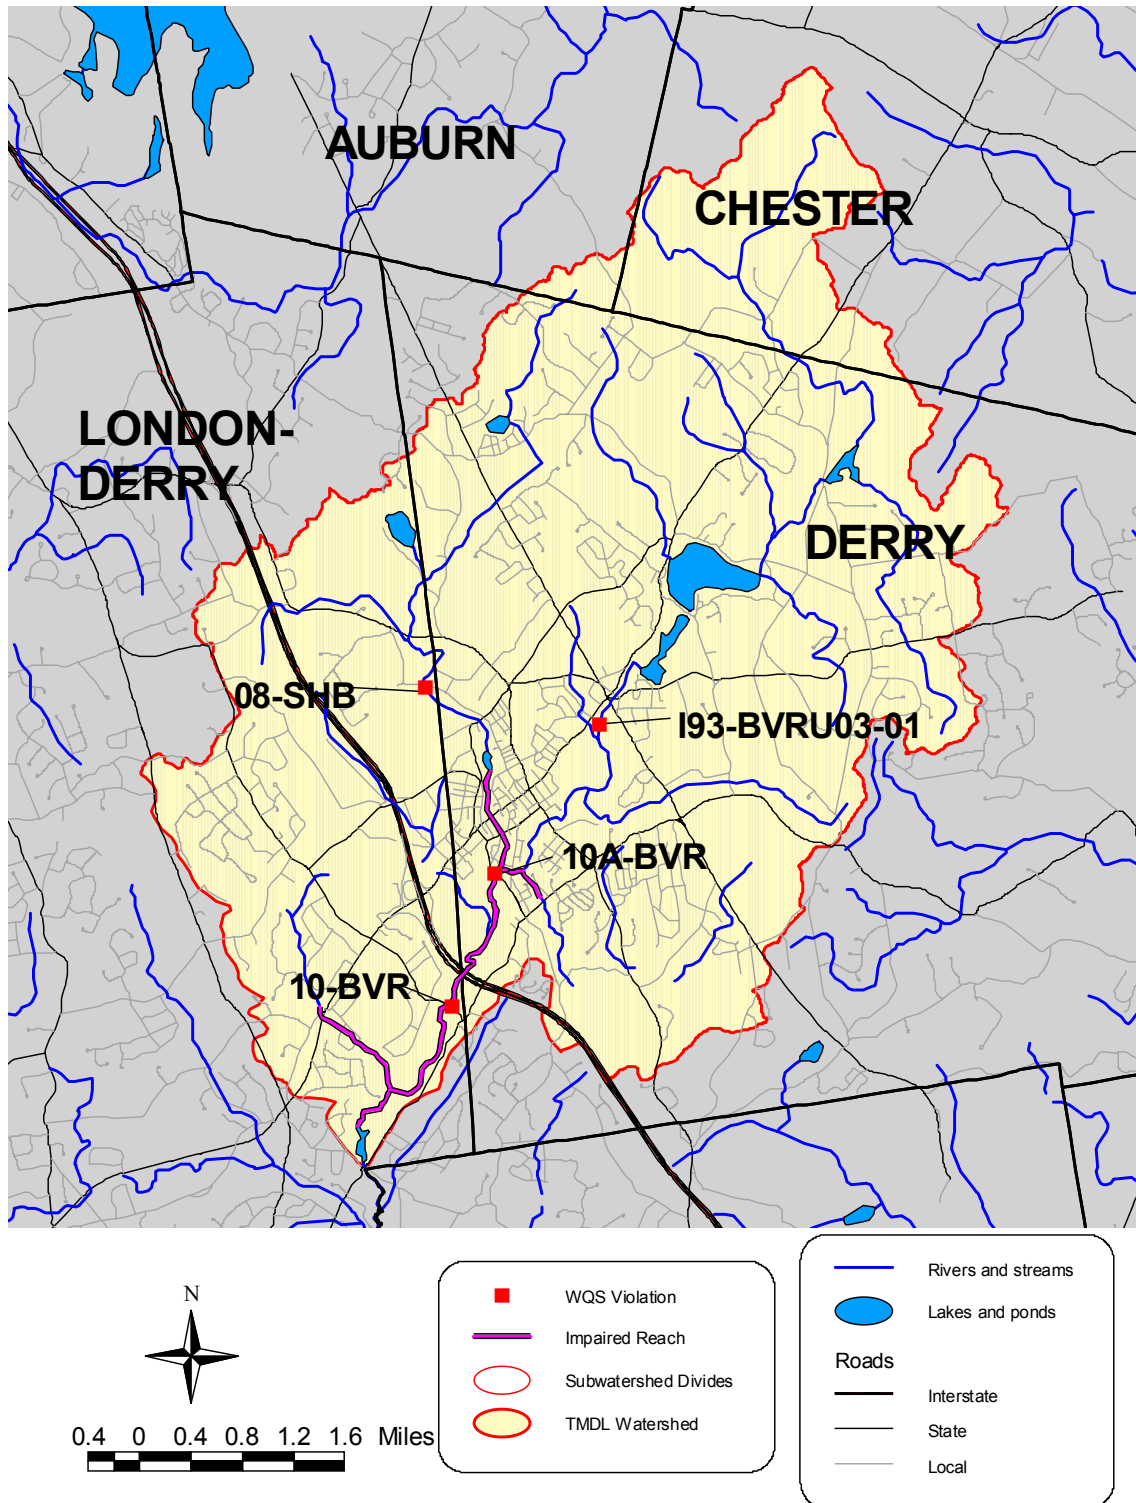 AUBURN
CHESTER
LONDON-
DERRY
DERRY
08-SHB
I93-BVRU03-01
10A-BVR
10-BVR
N
0.4 0 0.4 0.8 1.2 1.6 Miles
WQS Violation
Impaired Reach
Subwatershed Divides
TMDL Watershed
Rivers and streams
Lakes and ponds
Roads
Interstate
State
Local